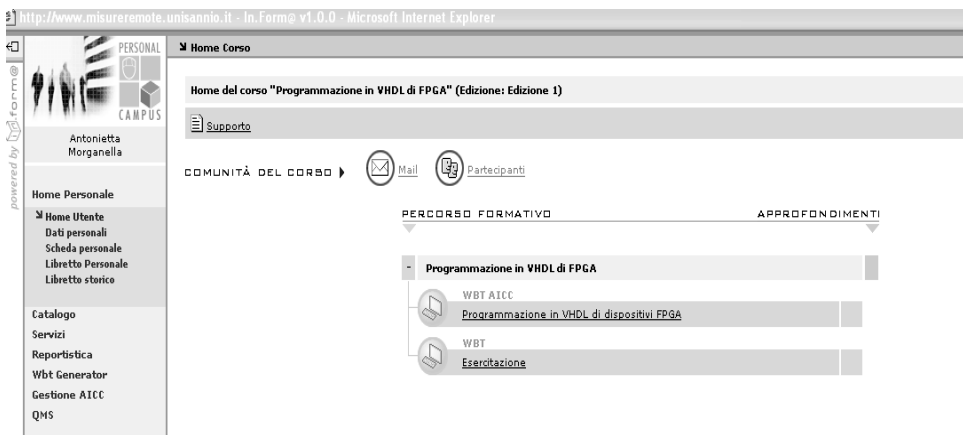 http://www.misureremote.unisannio.it - In.Form@ v1.0.0 - Microsoft Internet Explorer
PERSONAL
CAMPUS
powered by in.form@
Antonietta
Morganella
Home Personale
Home Utente
Dati personali
Scheda personale
Libretto Personale
Libretto storico
Catalogo
Servizi
Reportistica
Wbt Generator
Gestione AICC
QMS
Home Corso
Home del corso "Programmazione in VHDL di FPGA" (Edizione: Edizione 1)
Supporto
COMUNITÀ DEL CORSO
Mail
Partecipanti
PERCORSO FORMATIVO APPROFONDIMENTI
- Programmazione in VHDL di FPGA
WBT AICC
Programmazione in VHDL di dispositivi FPGA
WBT
Esercitazione